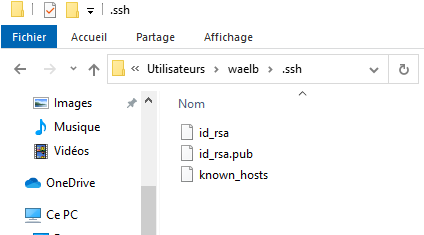 .ssh
Fichier Accueil Partage Affichage
« Utilisateurs > waelb > .ssh
Nom
Images
Musique
Vidéos
OneDrive
Ce PC
id_rsa
id_rsa.pub
known_hosts